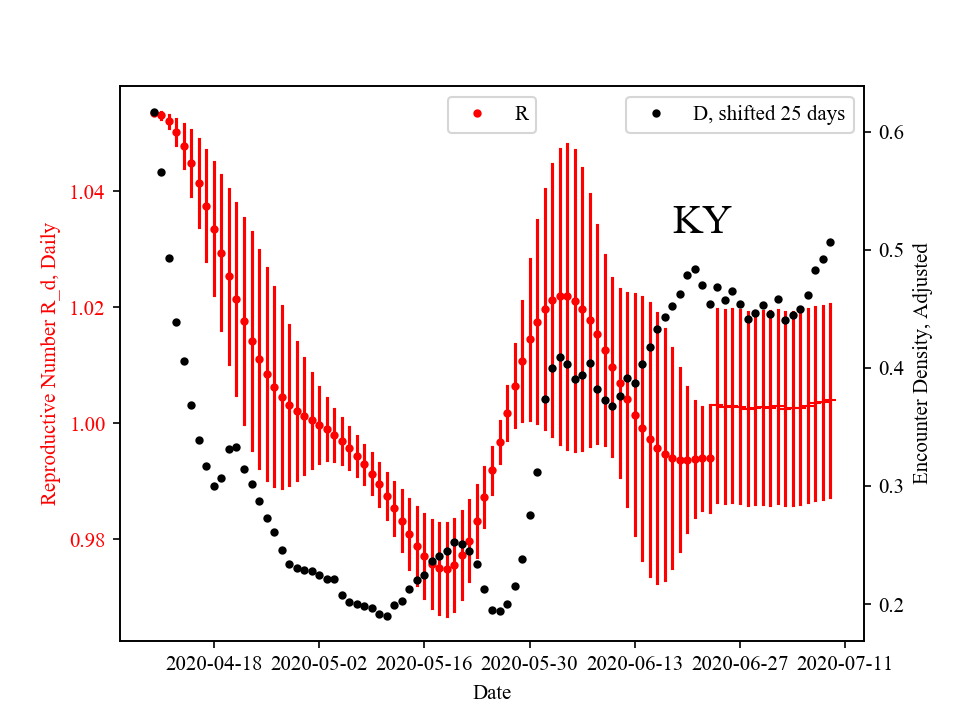 R
D, shifted 25 days
KY
Reproductive Number R_d, Daily
1.04
1.02
1.00
0.98
0.6
0.5
0.4
0.3
0.2
Encounter Density, Adjusted
2020-04-18 2020-05-02 2020-05-16 2020-05-30 2020-06-13 2020-06-27 2020-07-11
Date